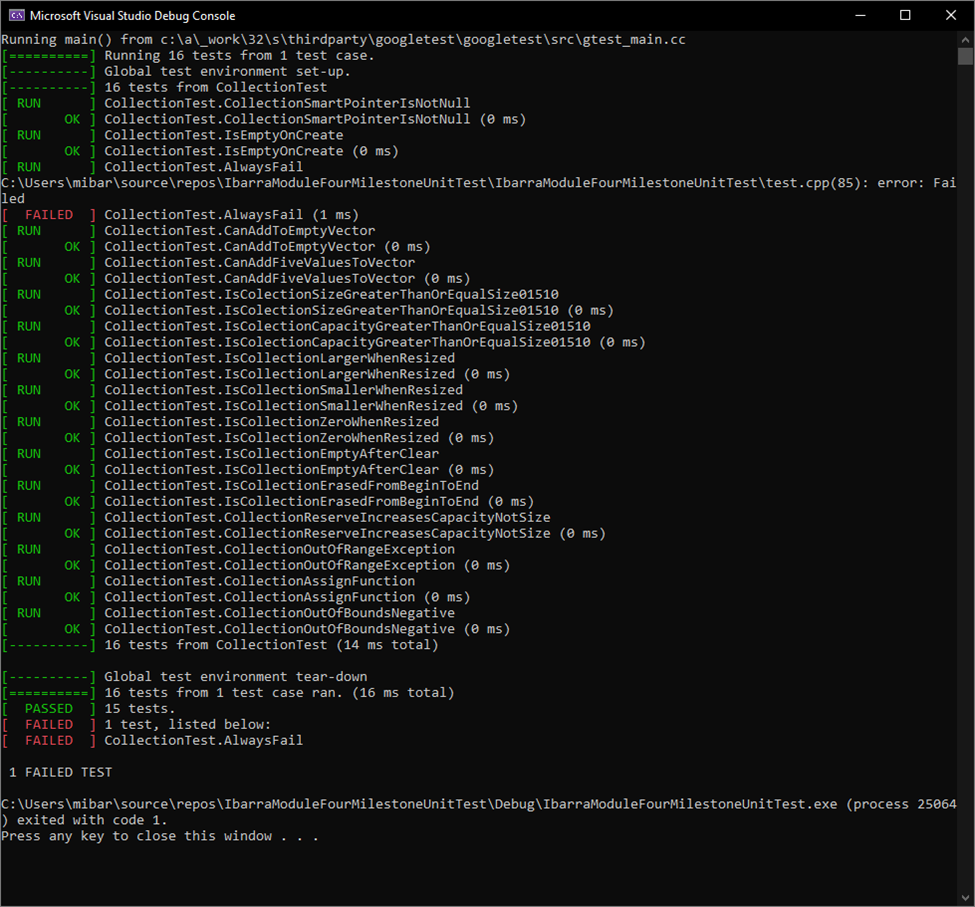 Microsoft Visual Studio Debug Console
Running main() from c:\a\_work\32\s\thirdparty\googletest\googletest\src\gtest_main.cc
[==========] Running 16 tests from 1 test case.
[----------] Global test environment set-up.
[----------] 16 tests from CollectionTest
[ RUN      ] CollectionTest.CollectionSmartPointerIsNotNull
[       OK ] CollectionTest.CollectionSmartPointerIsNotNull (0 ms)
[ RUN      ] CollectionTest.IsEmptyOnCreate
[       OK ] CollectionTest.IsEmptyOnCreate (0 ms)
[ RUN      ] CollectionTest.AlwaysFail
C:\Users\mibar\source\repos\IbarraModuleFourMilestoneUnitTest\IbarraModuleFourMilestoneUnitTest\test.cpp(85): error: Fai
led
[  FAILED  ] CollectionTest.AlwaysFail (1 ms)
[ RUN      ] CollectionTest.CanAddToEmptyVector
[       OK ] CollectionTest.CanAddToEmptyVector (0 ms)
[ RUN      ] CollectionTest.CanAddFiveValuesToVector
[       OK ] CollectionTest.CanAddFiveValuesToVector (0 ms)
[ RUN      ] CollectionTest.IsColectionSizeGreaterThanOrEqualSize01510
[       OK ] CollectionTest.IsColectionSizeGreaterThanOrEqualSize01510 (0 ms)
[ RUN      ] CollectionTest.IsColectionCapacityGreaterThanOrEqualSize01510
[       OK ] CollectionTest.IsColectionCapacityGreaterThanOrEqualSize01510 (0 ms)
[ RUN      ] CollectionTest.IsCollectionLargerWhenResized
[       OK ] CollectionTest.IsCollectionLargerWhenResized (0 ms)
[ RUN      ] CollectionTest.IsCollectionSmallerWhenResized
[       OK ] CollectionTest.IsCollectionSmallerWhenResized (0 ms)
[ RUN      ] CollectionTest.IsCollectionZeroWhenResized
[       OK ] CollectionTest.IsCollectionZeroWhenResized (0 ms)
[ RUN      ] CollectionTest.IsCollectionEmptyAfterClear
[       OK ] CollectionTest.IsCollectionEmptyAfterClear (0 ms)
[ RUN      ] CollectionTest.IsCollectionErasedFromBeginToEnd
[       OK ] CollectionTest.IsCollectionErasedFromBeginToEnd (0 ms)
[ RUN      ] CollectionTest.CollectionReserveIncreasesCapacityNotSize
[       OK ] CollectionTest.CollectionReserveIncreasesCapacityNotSize (0 ms)
[ RUN      ] CollectionTest.CollectionOutOfRangeException
[       OK ] CollectionTest.CollectionOutOfRangeException (0 ms)
[ RUN      ] CollectionTest.CollectionAssignFunction
[       OK ] CollectionTest.CollectionAssignFunction (0 ms)
[ RUN      ] CollectionTest.CollectionOutOfBoundsNegative
[       OK ] CollectionTest.CollectionOutOfBoundsNegative (0 ms)
[----------] 16 tests from CollectionTest (14 ms total)
[----------] Global test environment tear-down
[==========] 16 tests from 1 test case ran. (16 ms total)
[  PASSED  ] 15 tests.
[  FAILED  ] 1 test, listed below:
[  FAILED  ] CollectionTest.AlwaysFail
1 FAILED TEST
C:\Users\mibar\source\repos\IbarraModuleFourMilestoneUnitTest\Debug\IbarraModuleFourMilestoneUnitTest.exe (process 25064
) exited with code 1.
Press any key to close this window . . .